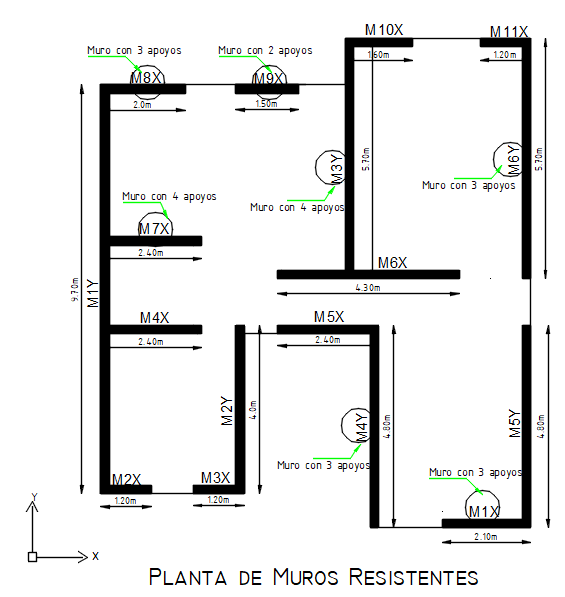 M10X
M11X
Muro con 3 apoyos
Muro con 2 apoyos
1.60m
1.20m
M8X
M9X
2.0m
1.50m
5.70m
M3Y
M6Y
5.70m
Muro con 3 apoyos
Muro con 4 apoyos
Muro con 4 apoyos
M7X
2.40m
M6X
4.30m
9.70m
M1Y
M4X
M5X
2.40m
2.40m
M2Y
4.0m
M4Y
4.80m
M5Y
4.80m
Muro con 3 apoyos
Muro con 3 apoyos
M2X
M3X
1.20m
1.20m
M1X
2.10m
Y
X
PLANTA DE MUROS RESISTENTES